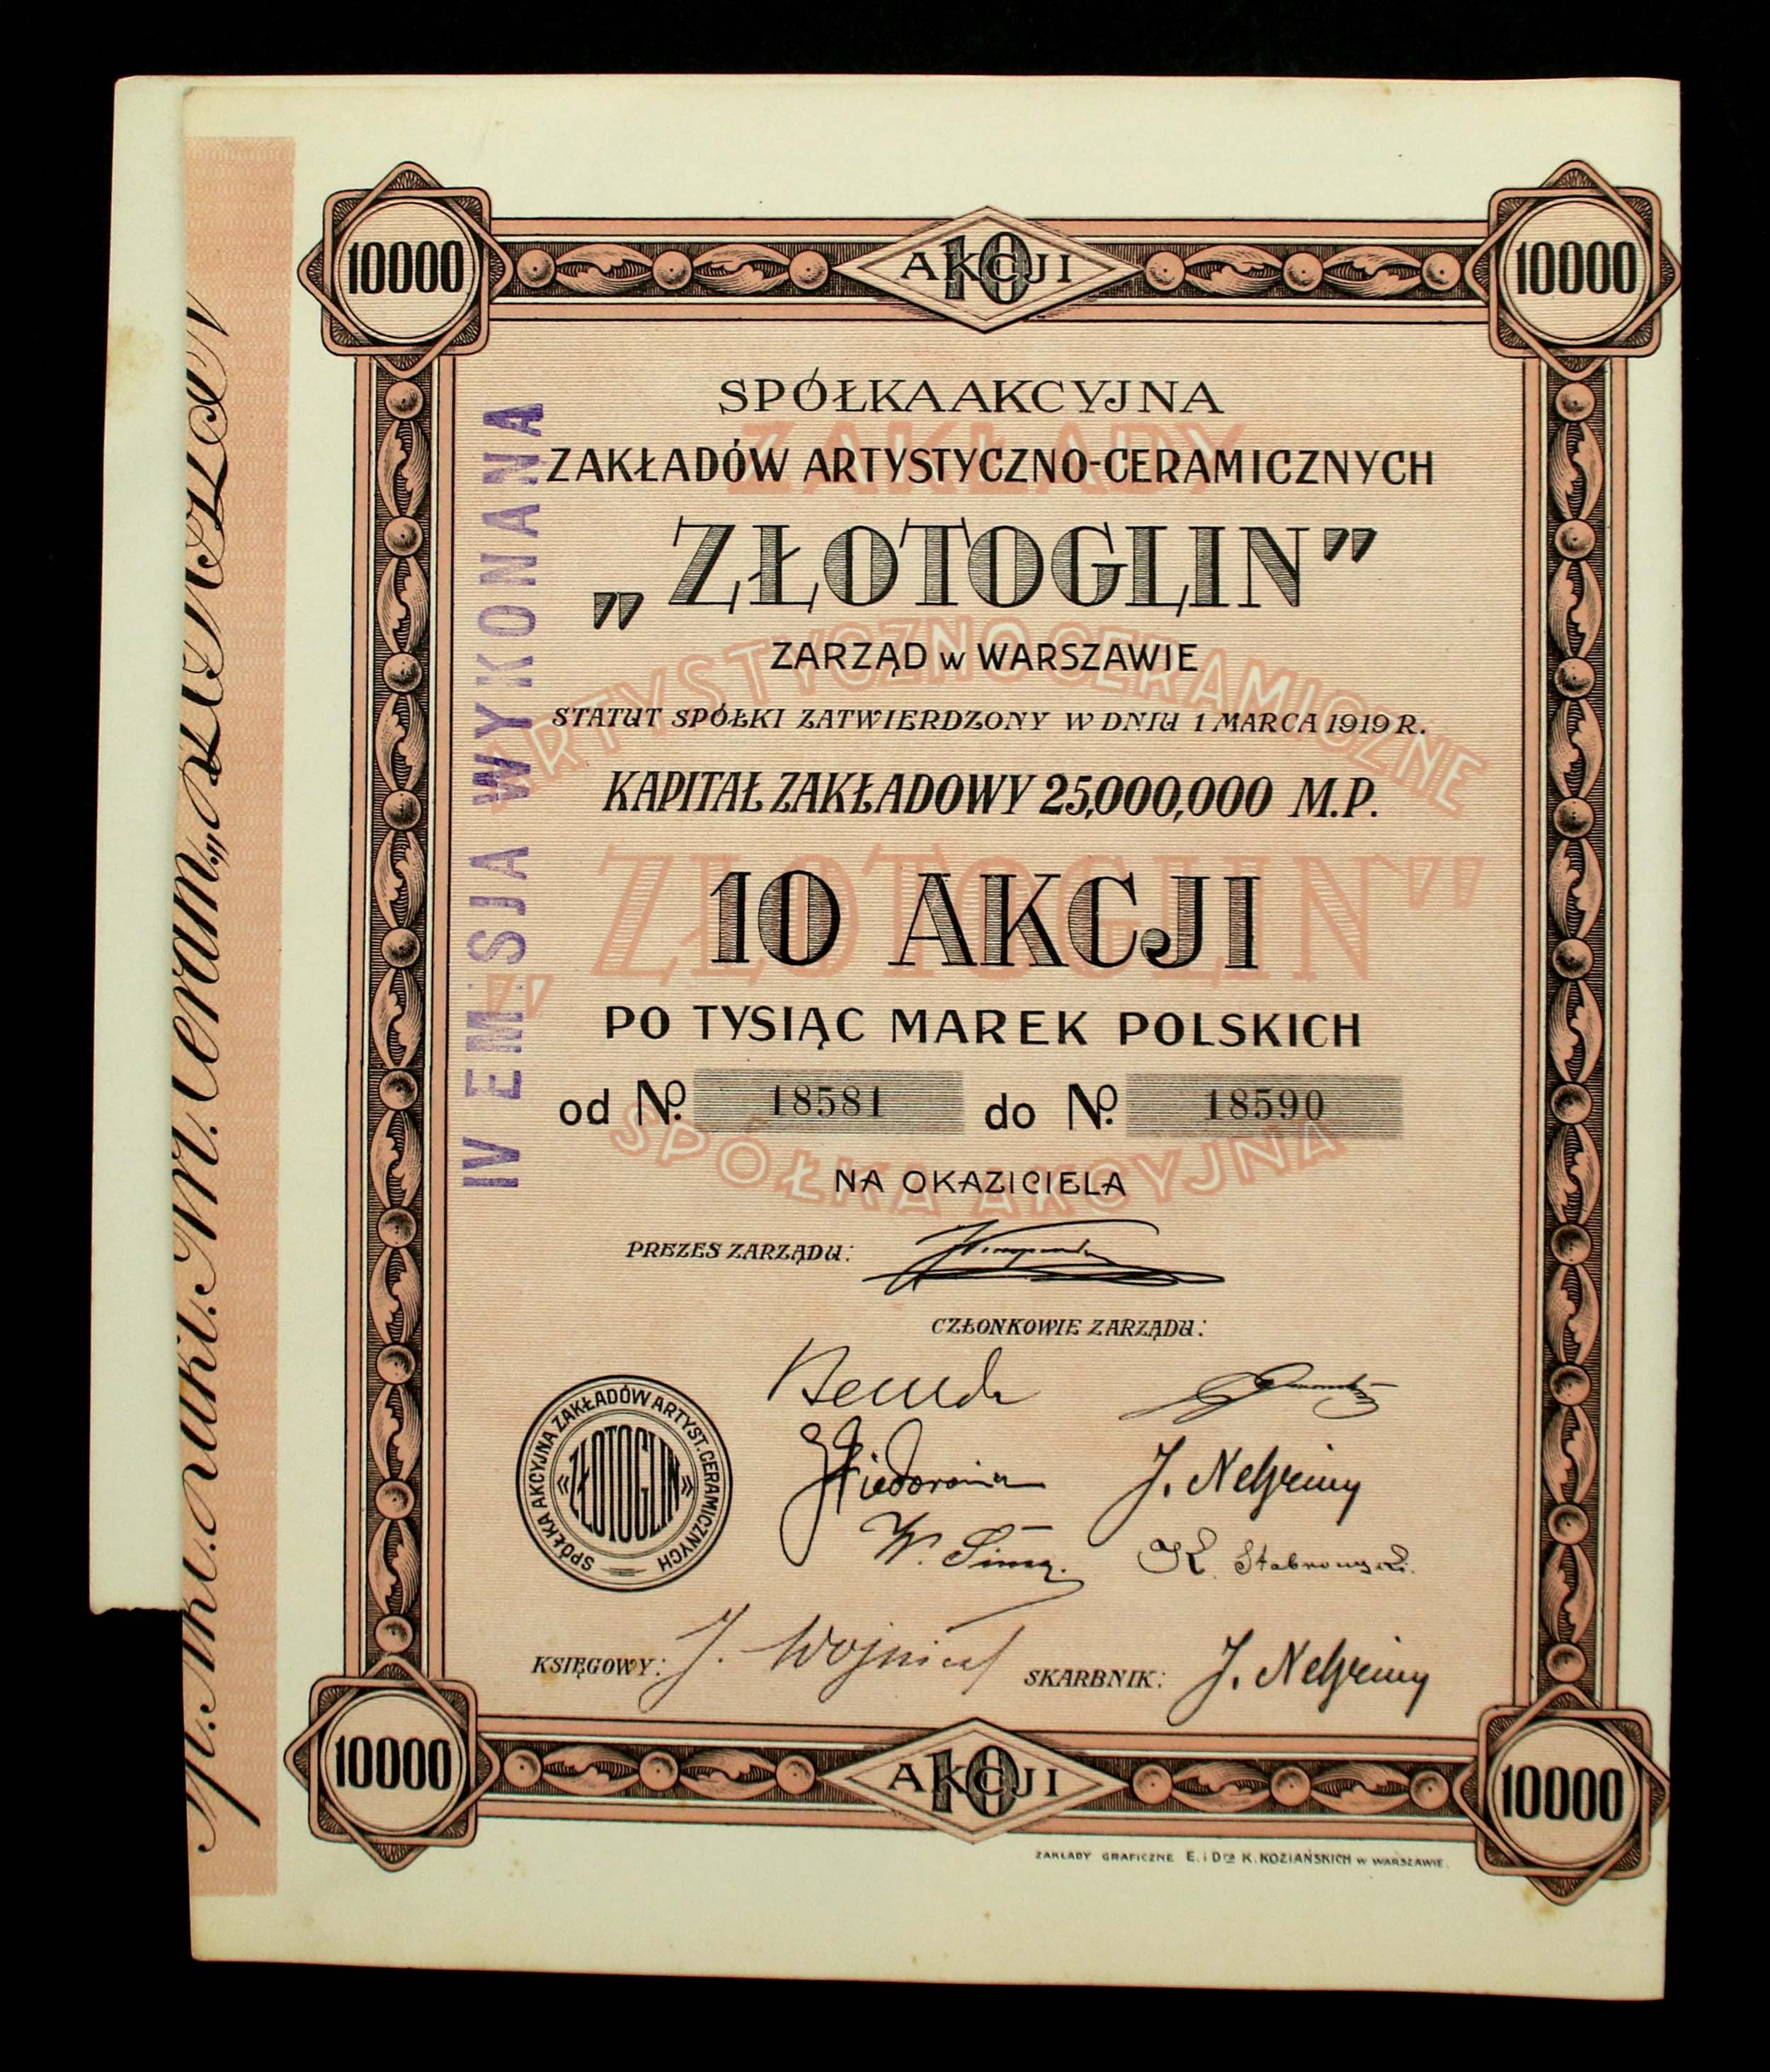 10000
10 AKCJI
10000
SPÓŁKA AKCYJNA
ZAKŁADÓW ARTYSTYCZNO-CERAMICZNYCH
„ZŁOTOGLIN”
ZARZĄD w WARSZAWIE
STATUT SPÓŁKI ZATWIERDZONY W DNIU 1 MARCA 1919 R.
KAPITAŁ ZAKŁADOWY 25,000,000 M.P.
10 AKCJI
PO TYSIĄC MAREK POLSKICH
od No. 18581 do No. 18590
NA OKAZICIELA
PREZES ZARZĄDU:
CZŁONKOWIE ZARZĄDU:
KSIĘGOWY: J. Wojnicz SKARBNIK:
10000
10 AKCJI
10000
ZAKŁADY GRAFICZNE E. i Dra K. KOZIAŃSKICH w WARSZAWIE.
IV EMISJA WYKONANA
ZAKŁADY
ARTYSTYCZNO CERAMICZNE
„ZŁOTOGLIN”
SPÓŁKA AKCYJNA
SPÓŁKA AKCYJNA ZAKŁADÓW ARTYST. CERAMICZNYCH
«ZŁOTOGLIN»